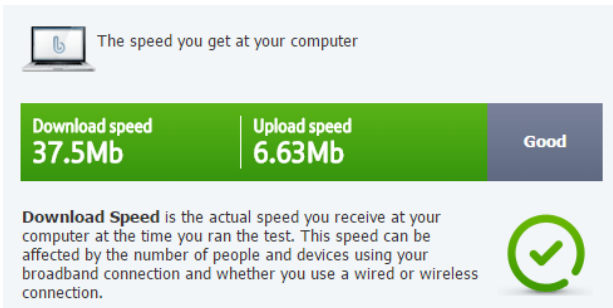 The speed you get at your computer
Download speed
37.5Mb
Upload speed
6.63Mb
Good
Download Speed is the actual speed you receive at your
computer at the time you ran the test. This speed can be
affected by the number of people and devices using your
broadband connection and whether you use a wired or wireless
connection.